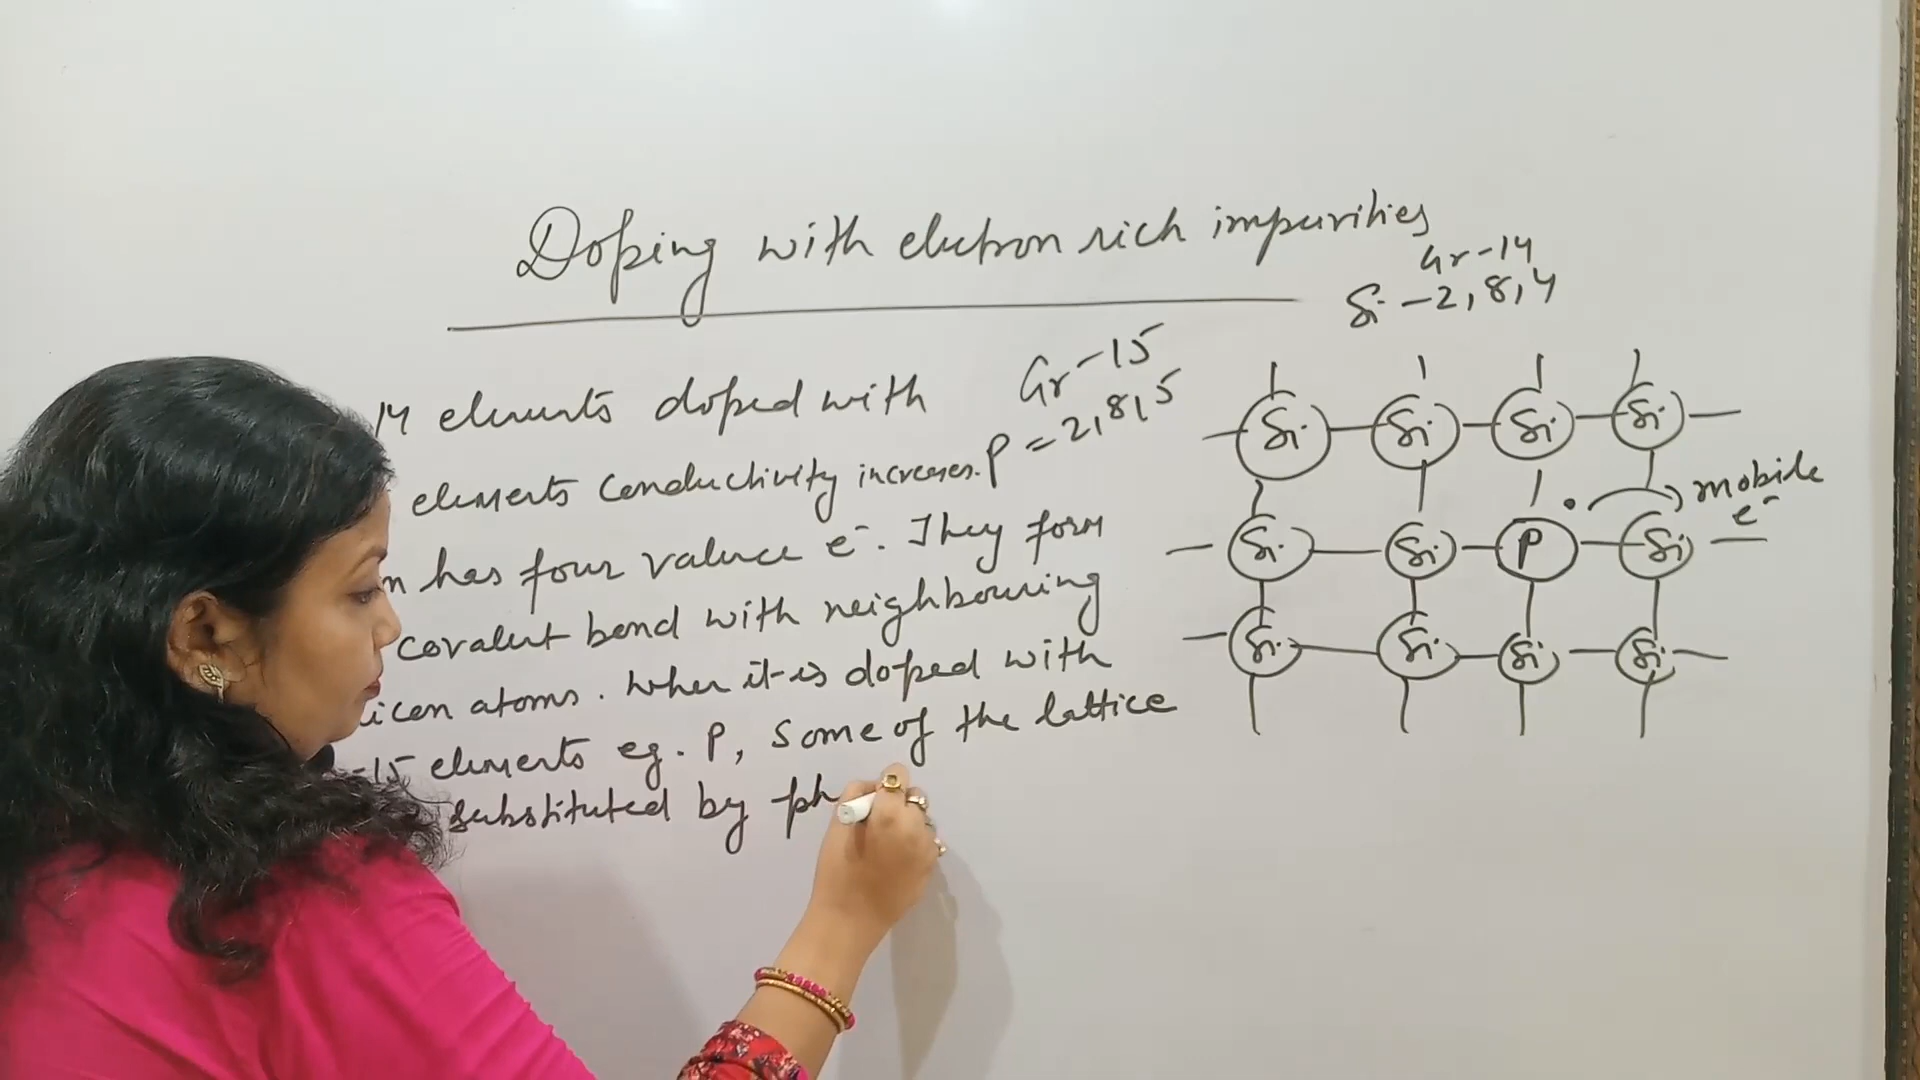 Doping with electron rich impurities
14 elements doped with
elements conductivity increases.
n has four valence e⁻. They form
covalent bond with neighbouring
icon atoms. When it is doped with
-15 elements eg. P, some of the lattice
substituted by ph
Gr-15
P = 2,8,5
Gr-14
Si - 2,8,4
Si Si Si Si
mobile
e⁻
Si Si P Si
Si Si Si Si